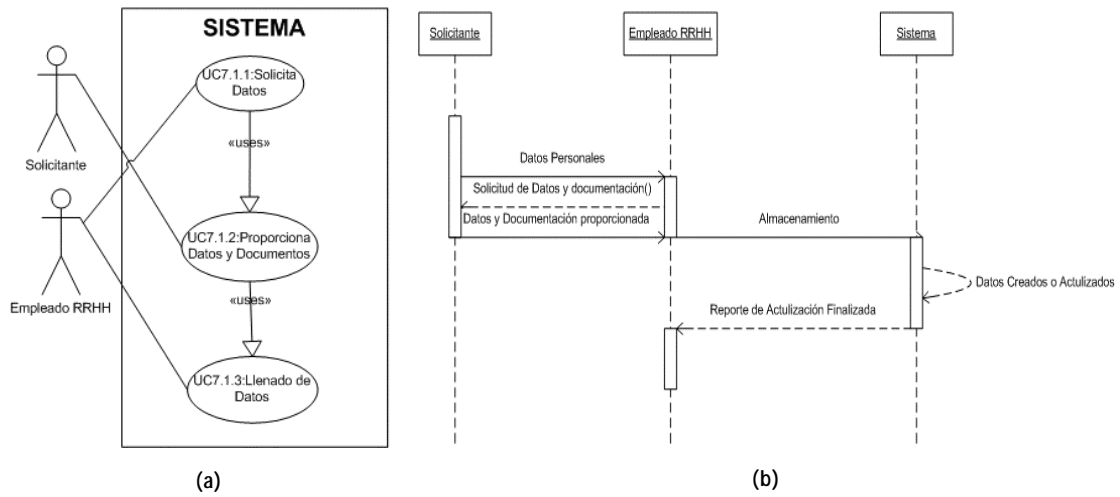 SISTEMA
UC7.1.1:Solicita
Datos
«uses»
Solicitante
UC7.1.2:Proporciona
Datos y Documentos
«uses»
Empleado RRHH
UC7.1.3:Llenado de
Datos
(a)
Solicitante
Empleado RRHH
Sistema
Datos Personales
Solicitud de Datos y documentación()
Datos y Documentación proporcionada
Almacenamiento
Datos Creados o Actulizados
Reporte de Actulización Finalizada
(b)